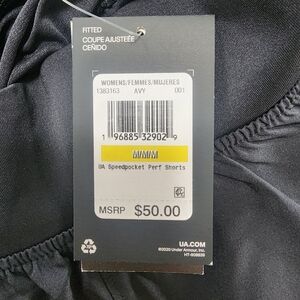 FITTED
COUPE AJUSTÉE
CEÑIDO
WOMENS/FEMMES/MUJERES
1383163 AVY 001
1 96885 32902 9
M/M/M
UA Speedpocket Perf Shorts
MSRP $50.00
UA.COM
©2020 Under Armour, Inc.